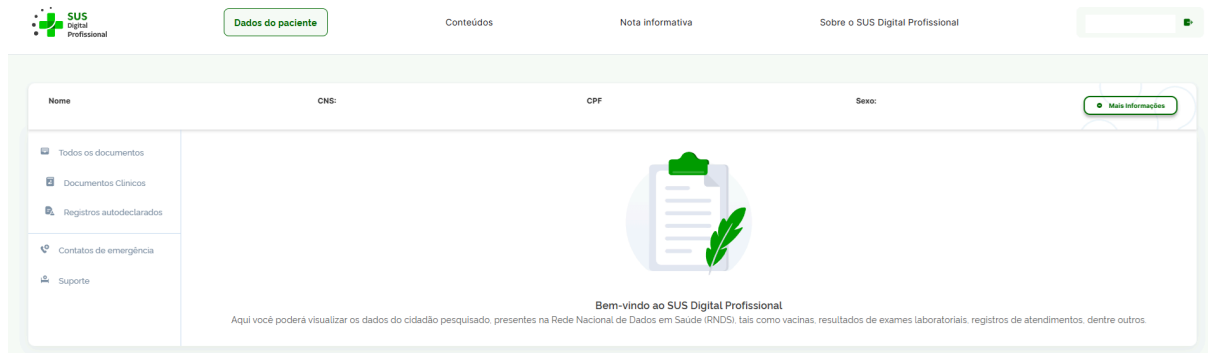 SUS
Digital
Profissional
Dados do paciente
Conteúdos
Nota informativa
Sobre o SUS Digital Profissional
Nome
CNS:
CPF
Sexo:
Mais Informações
Todos os documentos
Documentos Clínicos
Registros autodeclarados
Contatos de emergência
Suporte
Bem-vindo ao SUS Digital Profissional
Aqui você poderá visualizar os dados do cidadão pesquisado, presentes na Rede Nacional de Dados em Saúde (RNDS), tais como vacinas, resultados de exames laboratoriais, registros de atendimentos, dentre outros.